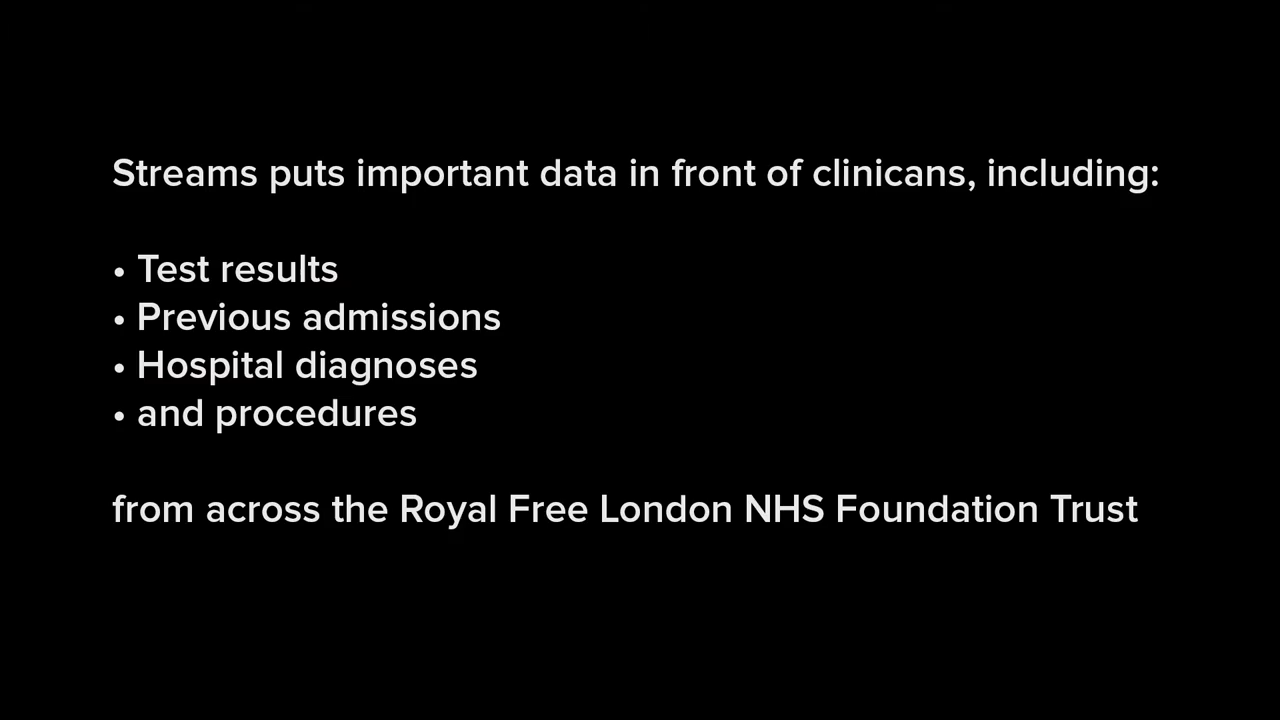 Streams puts important data in front of clinicans, including:
• Test results
• Previous admissions
• Hospital diagnoses
• and procedures
from across the Royal Free London NHS Foundation Trust